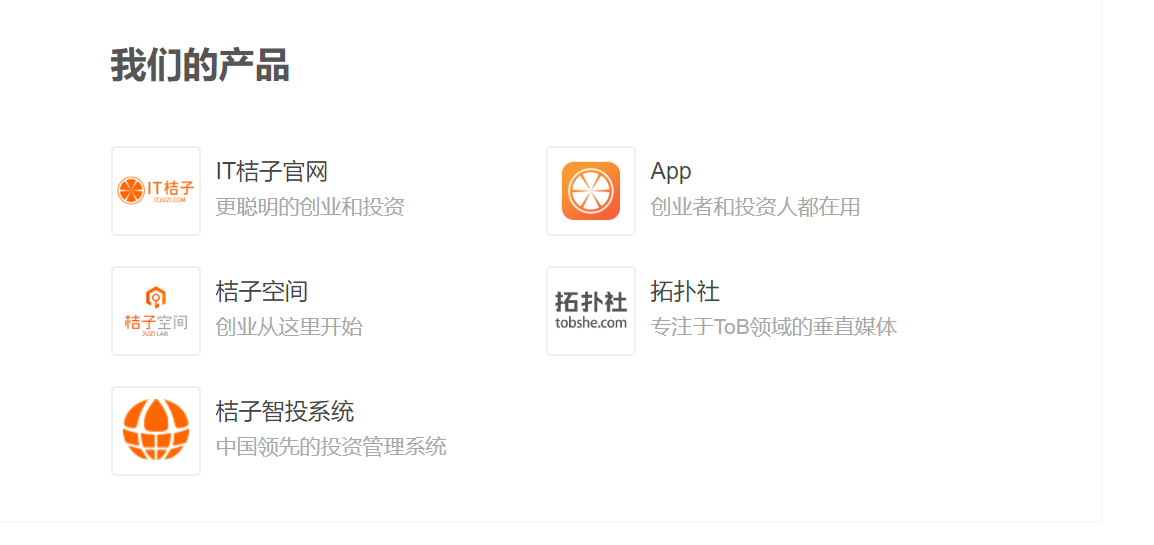 我们的产品
IT桔子
ITJUZI.COM
IT桔子官网
更聪明的创业和投资
App
创业者和投资人都在用
桔子空间
JUZI LAB
桔子空间
创业从这里开始
拓扑社
tobshe.com
拓扑社
专注于ToB领域的垂直媒体
桔子智投系统
中国领先的投资管理系统